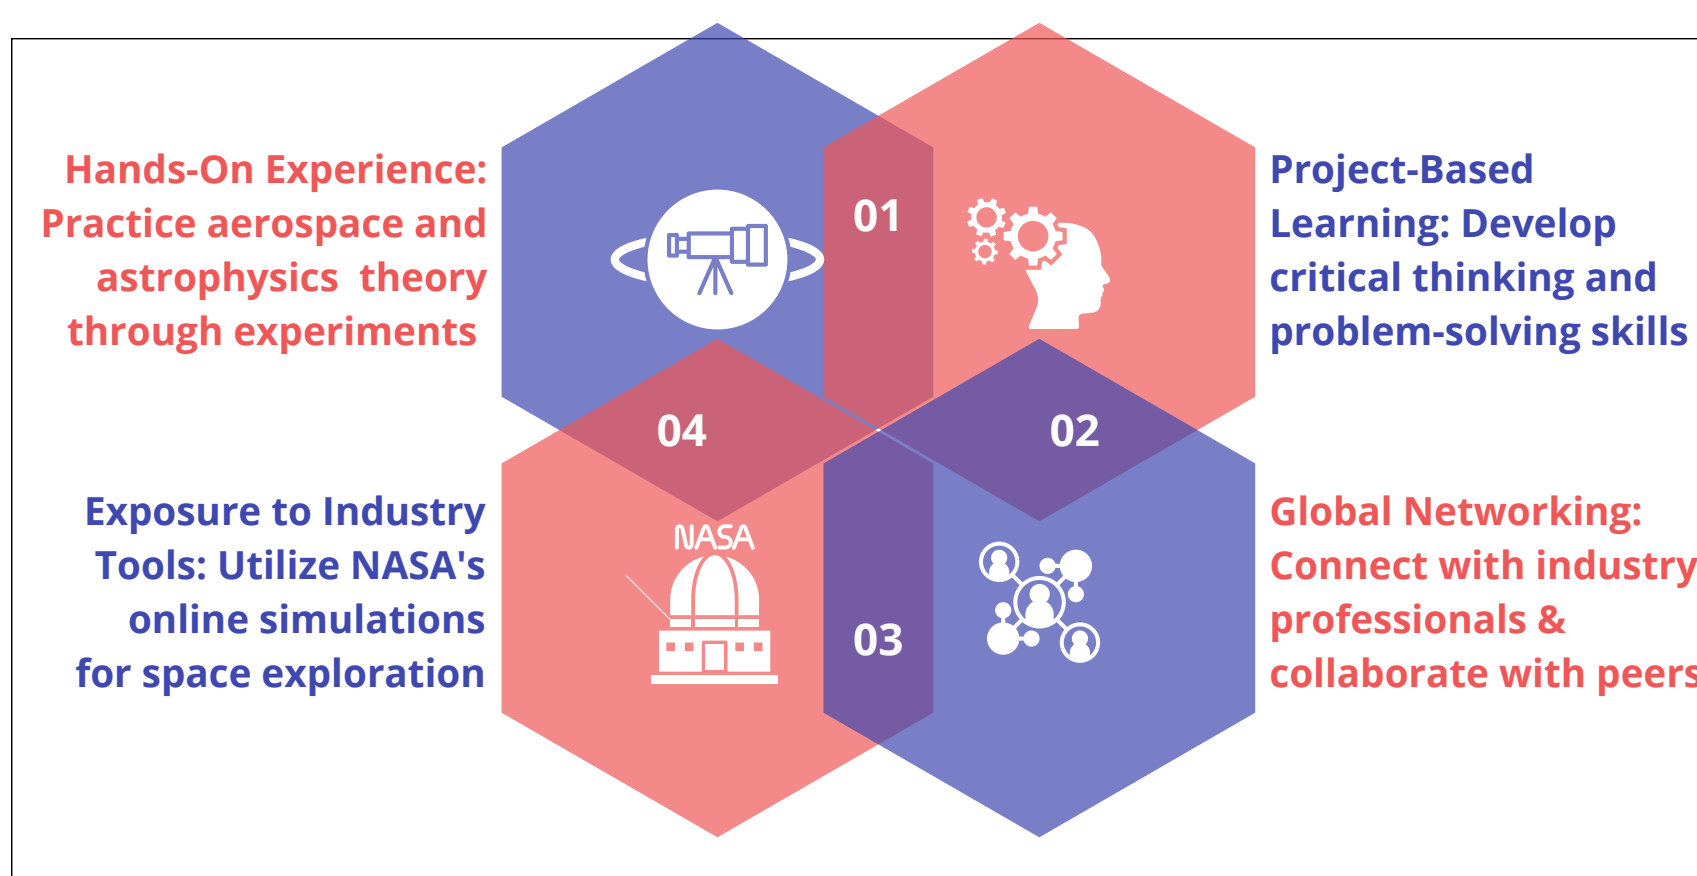 Hands-On Experience:
Practice aerospace and
astrophysics  theory
through experiments
01
Project-Based
Learning: Develop
critical thinking and
problem-solving skills
04
02
Exposure to Industry
Tools: Utilize NASA's
online simulations
for space exploration
NASA
03
Global Networking:
Connect with industry
professionals &
collaborate with peers